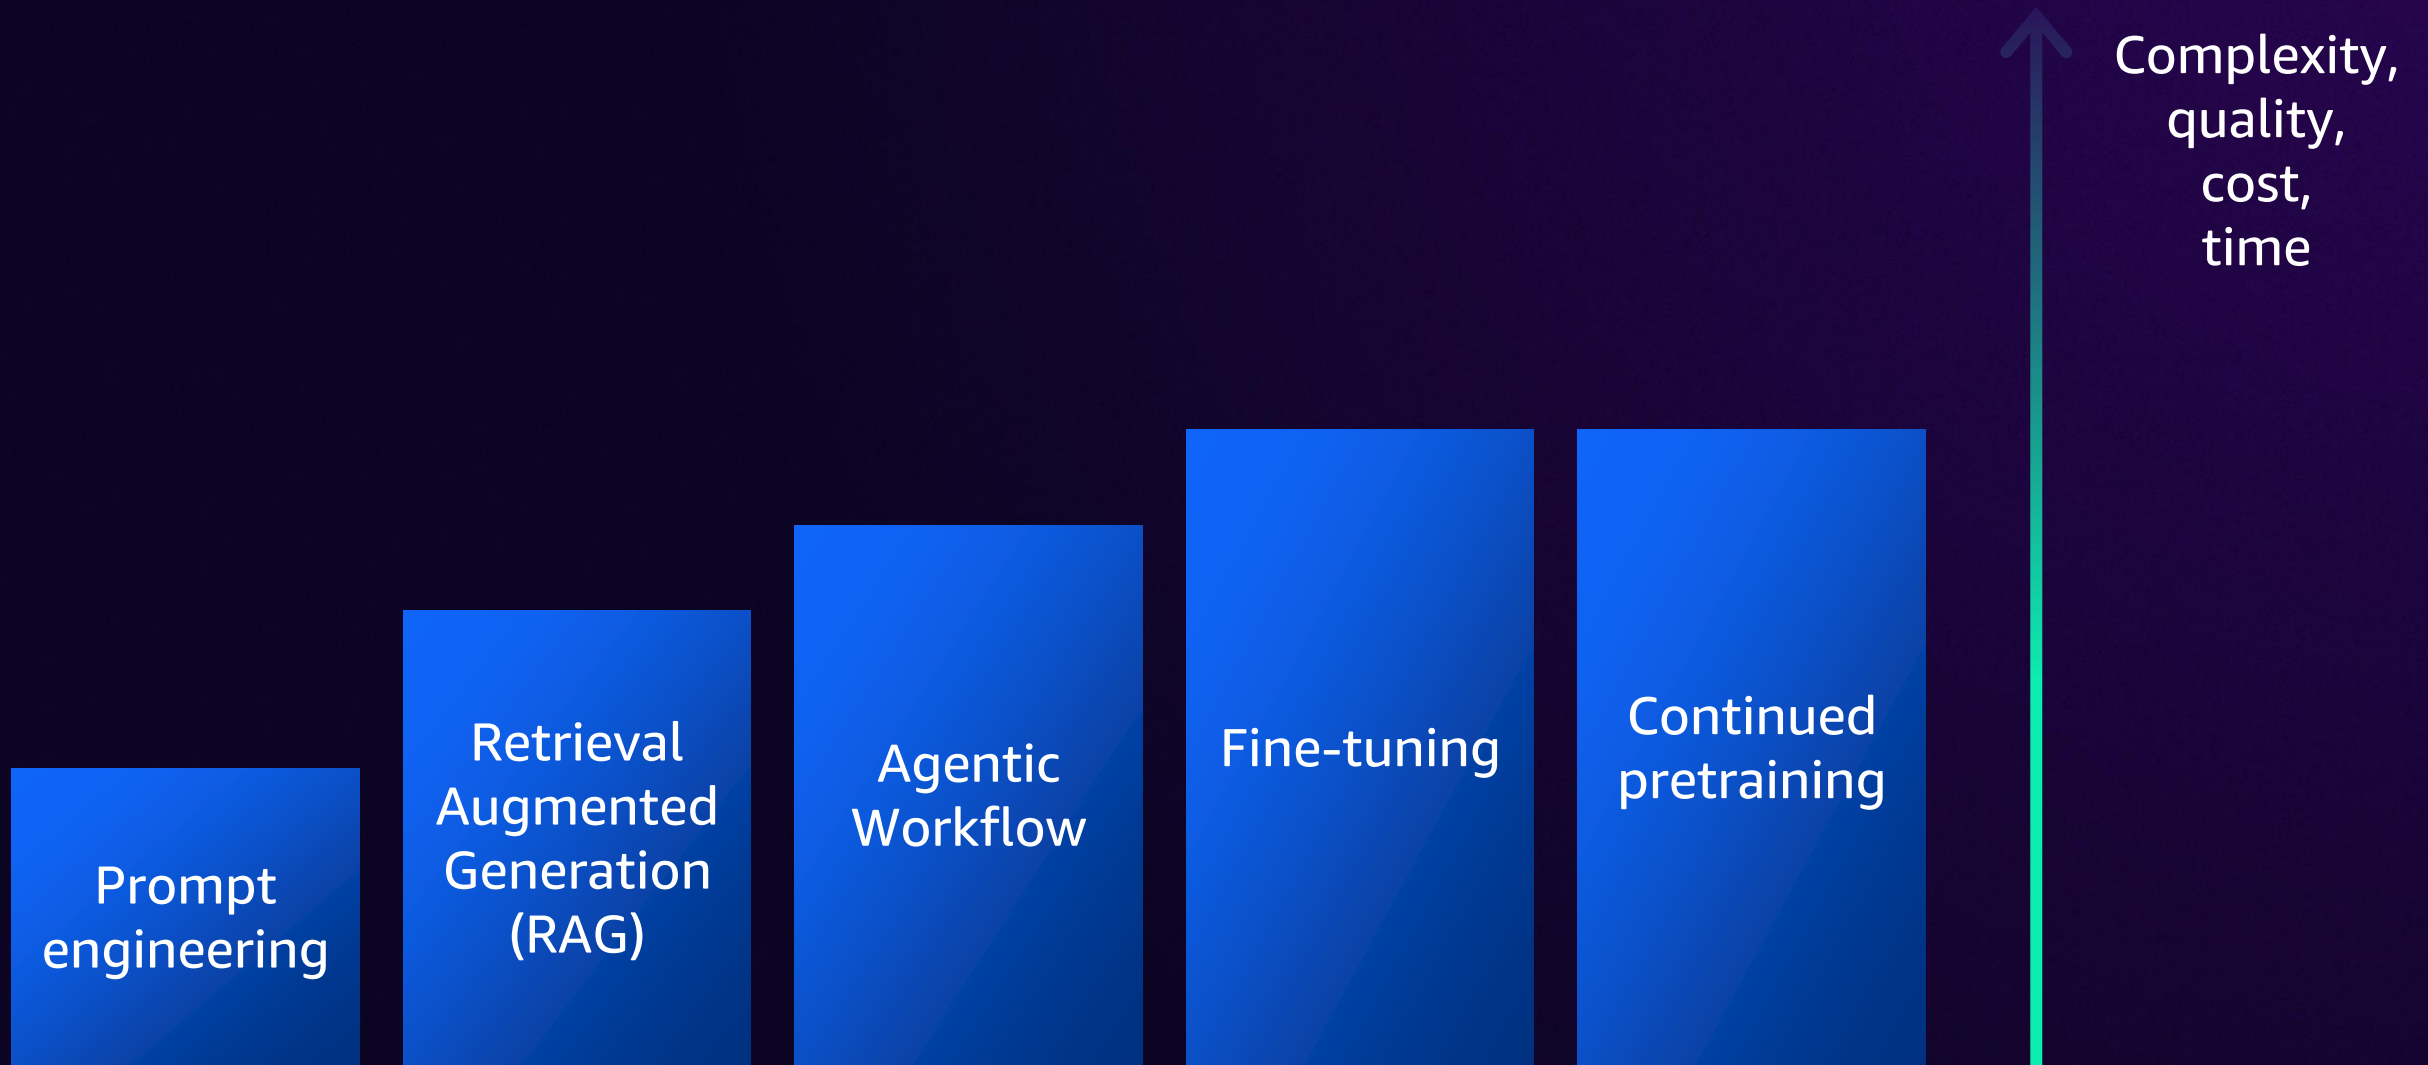 Complexity,
quality,
cost,
time
Prompt
engineering
Retrieval
Augmented
Generation
(RAG)
Agentic
Workflow
Fine-tuning
Continued
pretraining